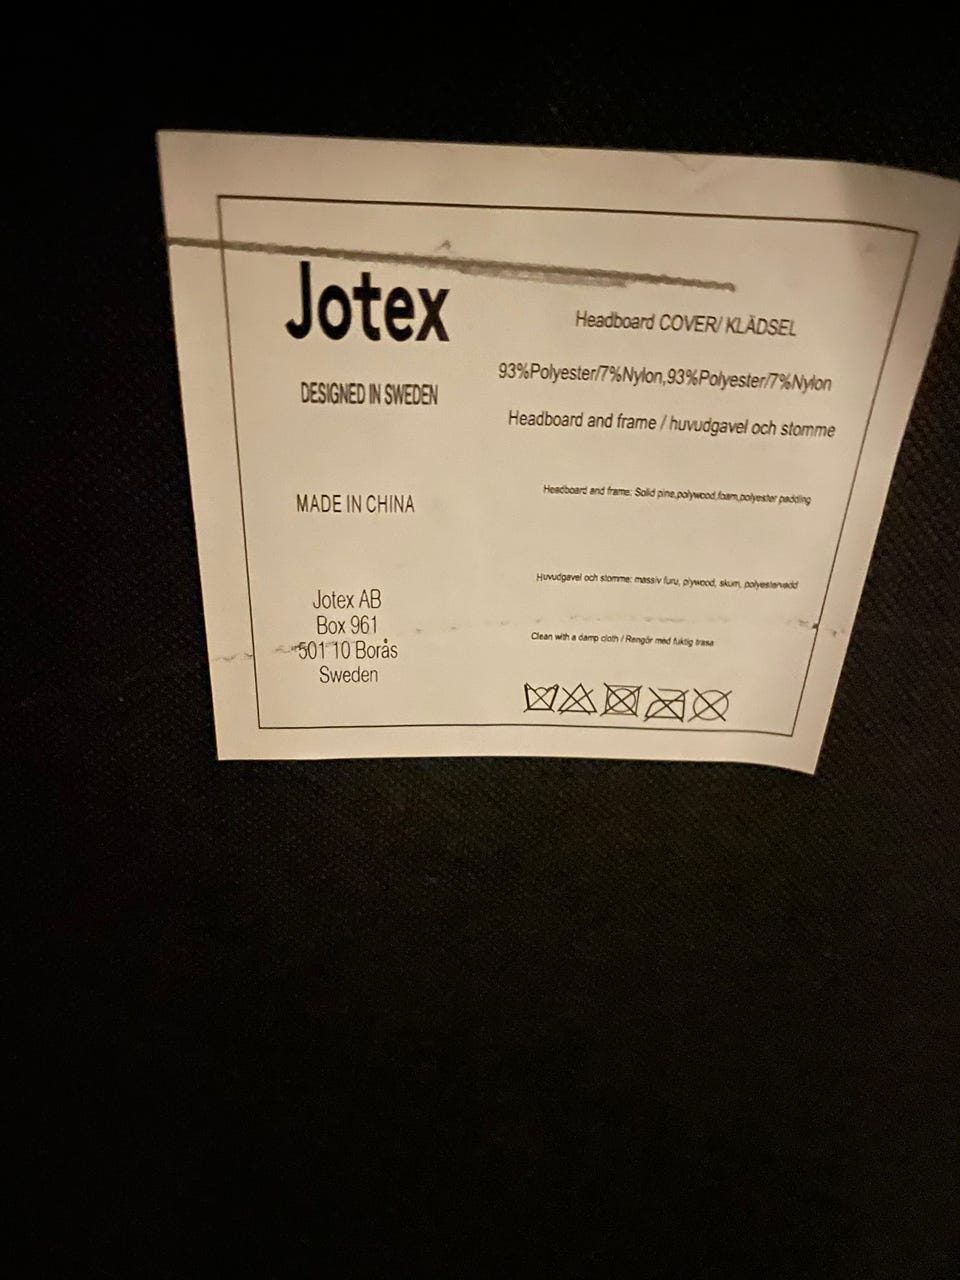 Jotex
DESIGNED IN SWEDEN
MADE IN CHINA
Jotex AB
Box 961
501 10 Borås
Sweden
Headboard COVER/ KLÄDSEL
93%Polyester/7%Nylon,93%Polyester/7%Nylon
Headboard and frame / huvudgavel och stomme
Headboard and frame: Solid pine,polywood,foam,polyester padding
Huvudgavel och stomme: massiv furu, plywood, skum, polyestervadd
Clean with a damp cloth / Rengör med fuktig trasa